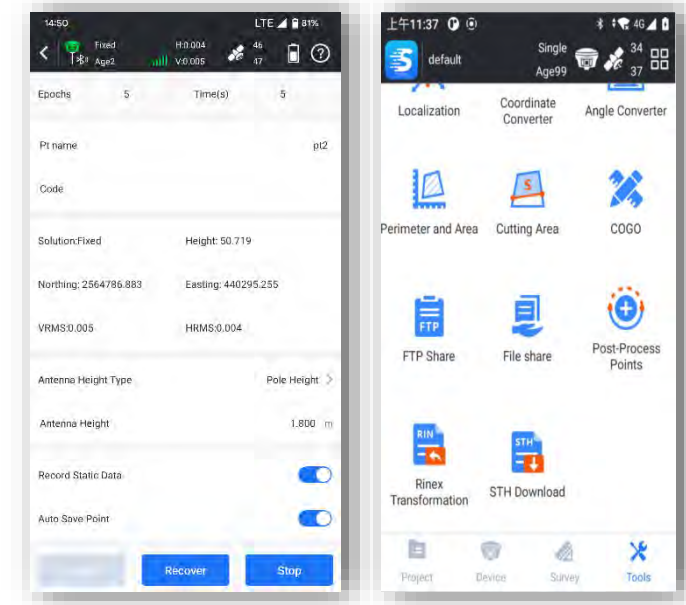 14:50
LTE 81%
Fixed
H:0.004
46
Age2
V:0.005
47
Epochs 5 Time(s) 5
Pt name pt2
Code
Solution:Fixed Height: 50.719
Northing: 2564786.883 Easting: 440295.255
VRMS:0.005 HRMS:0.004
Antenna Height Type Pole Height
Antenna Height 1.800 m
Record Static Data
Auto Save Point
Recover Stop
上午11:37
4G
default
Single
34
Age99
37
Localization
Coordinate
Converter
Angle Converter
Perimeter and Area
S
Cutting Area
COGO
FTP
FTP Share
File share
Post-Process
Points
RIN
Rinex
Transformation
STH
STH Download
Project Device Survey Tools